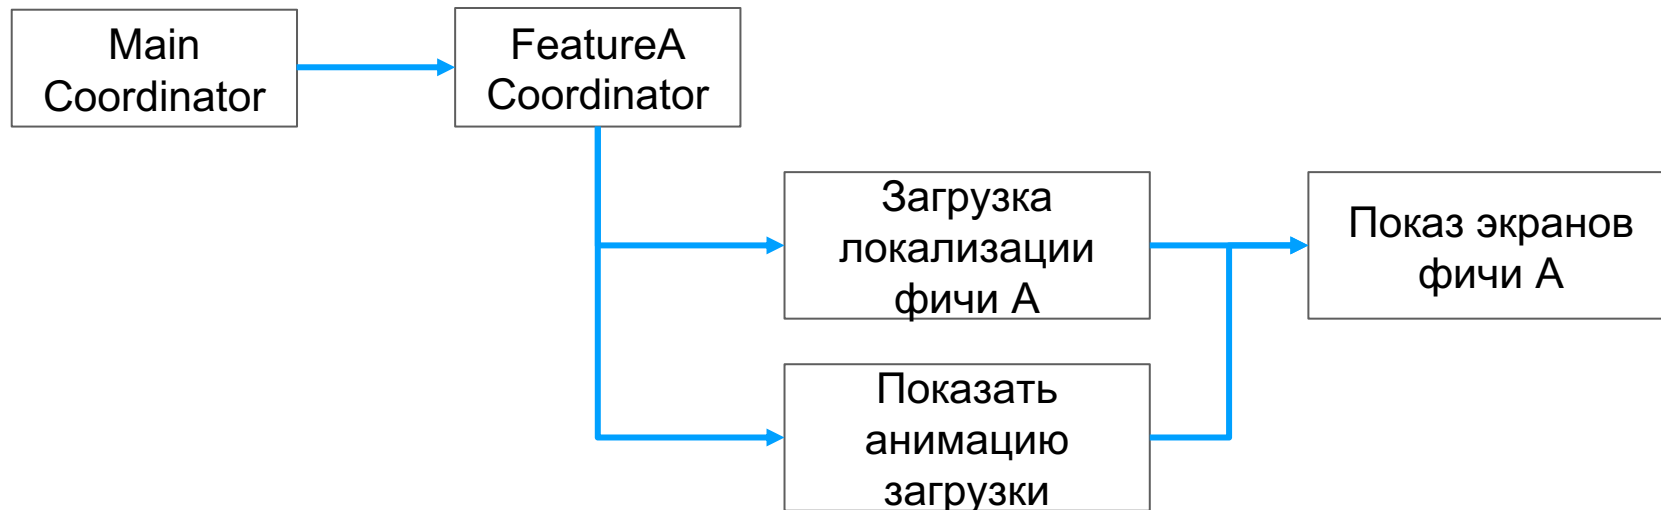 Main
Coordinator
FeatureA
Coordinator
Загрузка
локализации
фичи А
Показ экранов
фичи А
Показать
анимацию
загрузки